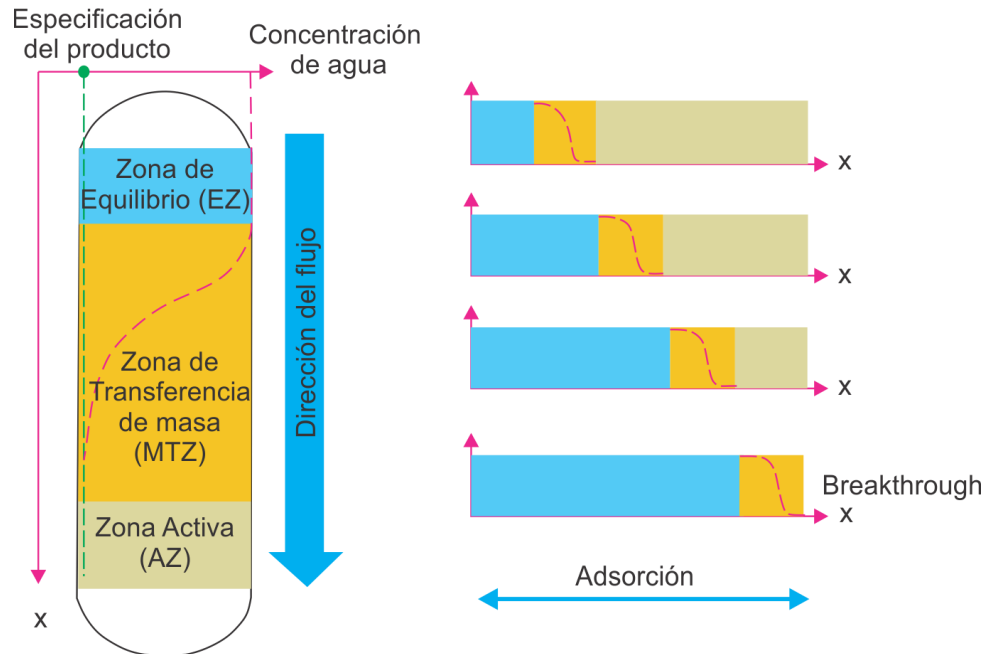 Especificación
del producto
Concentración
de agua
Zona de
Equilibrio (EZ)
Zona de
Transferencia
de masa
(MTZ)
Zona Activa
(AZ)
x
Dirección del flujo
x
x
x
Breakthrough
x
Adsorción